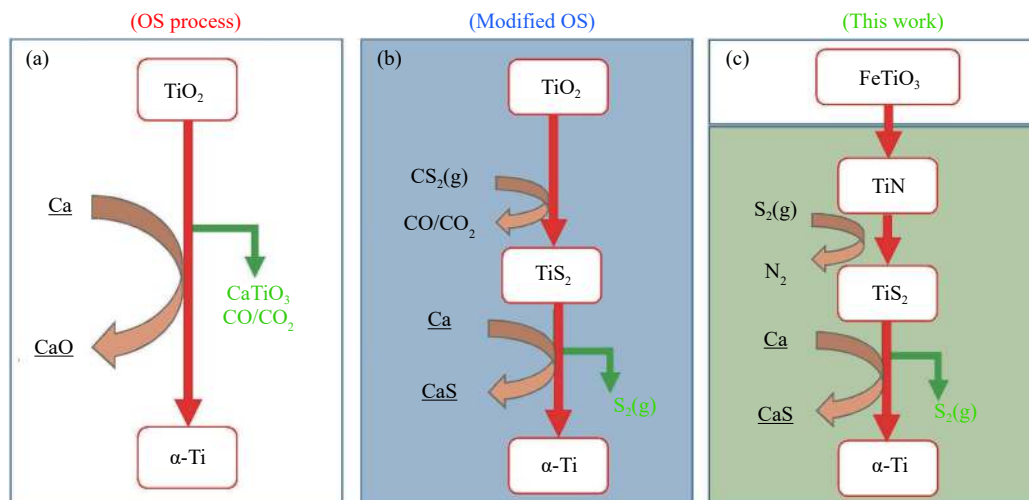 (OS process)
(a)
TiO₂
Ca
CaTiO₃
CO/CO₂
CaO
α-Ti
(Modified OS)
(b)
TiO₂
CS₂(g)
CO/CO₂
TiS₂
Ca
CaS
S₂(g)
α-Ti
(This work)
(c)
FeTiO₃
TiN
S₂(g)
N₂
TiS₂
Ca
CaS
S₂(g)
α-Ti